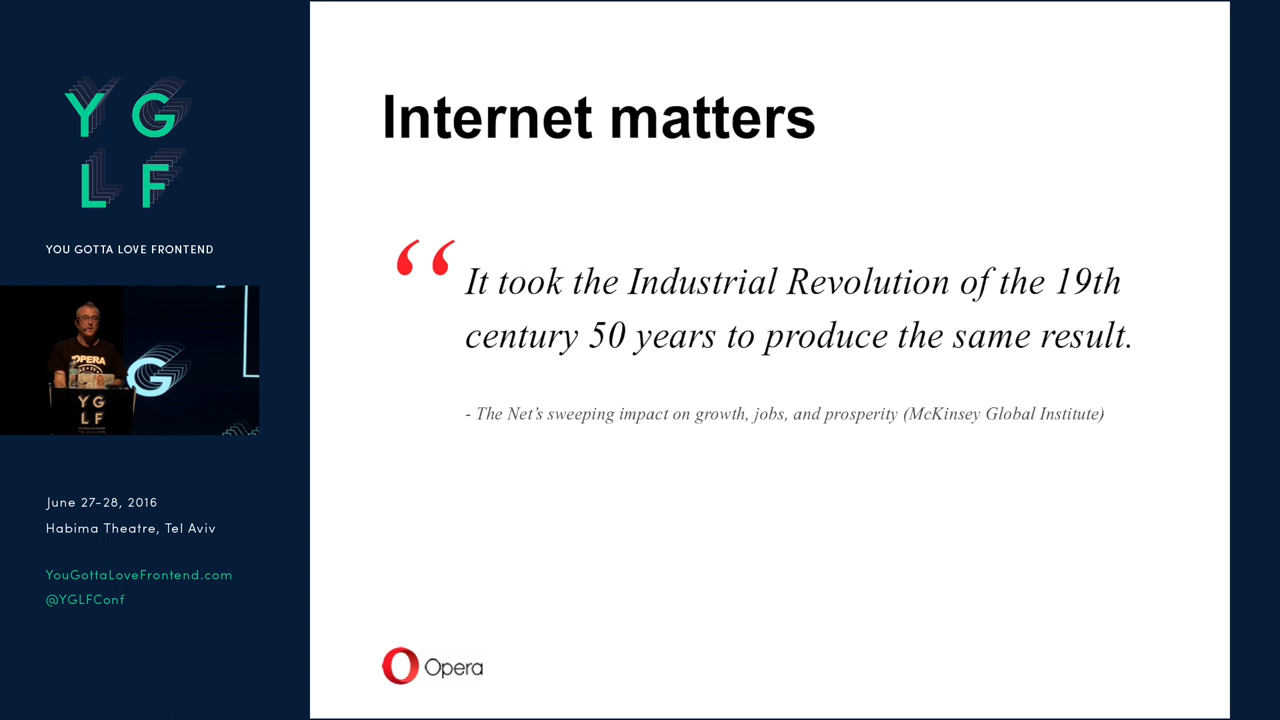 Y G
L F
YOU GOTTA LOVE FRONTEND
OPERA
G
Y G
L F
June 27-28, 2016
Habima Theatre, Tel Aviv
YouGottaLoveFrontend.com
@YGLFConf
Internet matters
“
It took the Industrial Revolution of the 19th
century 50 years to produce the same result.
- The Net’s sweeping impact on growth, jobs, and prosperity (McKinsey Global Institute)
Opera